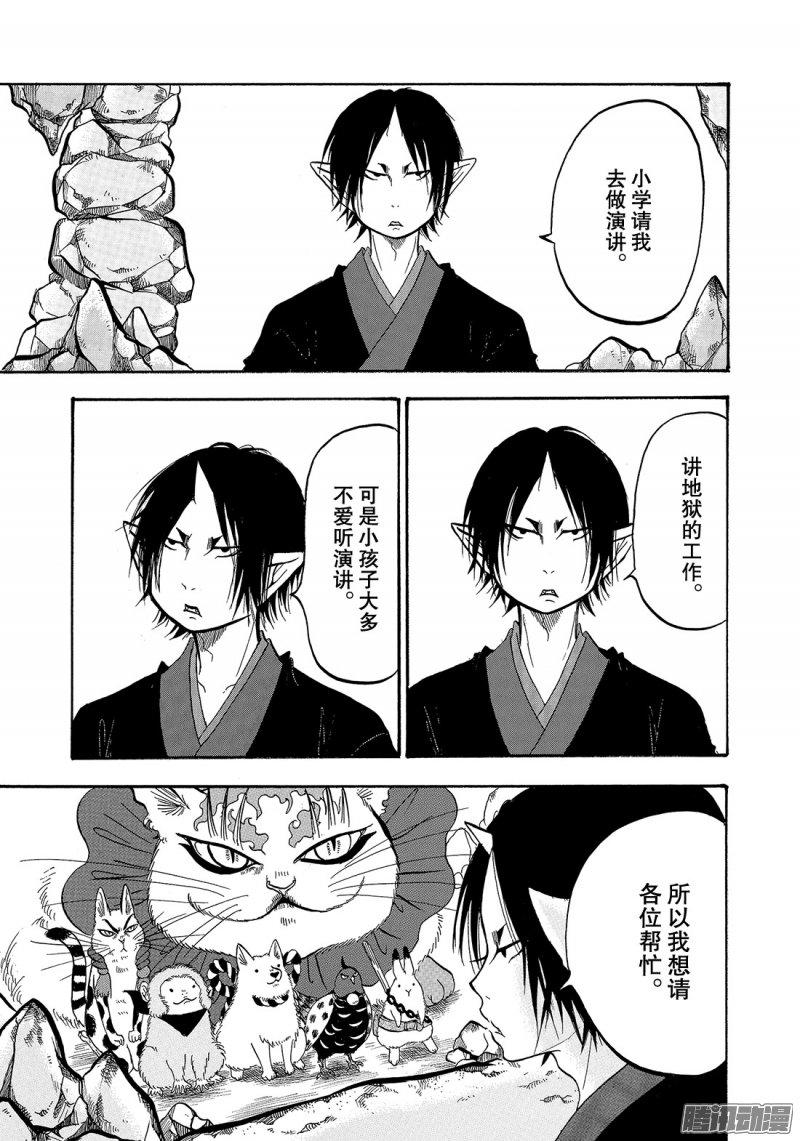 小学请我
去做演讲。
讲地狱的工作。
可是小孩子大多
不爱听演讲。
所以我想请
各位帮忙。
腾讯动漫